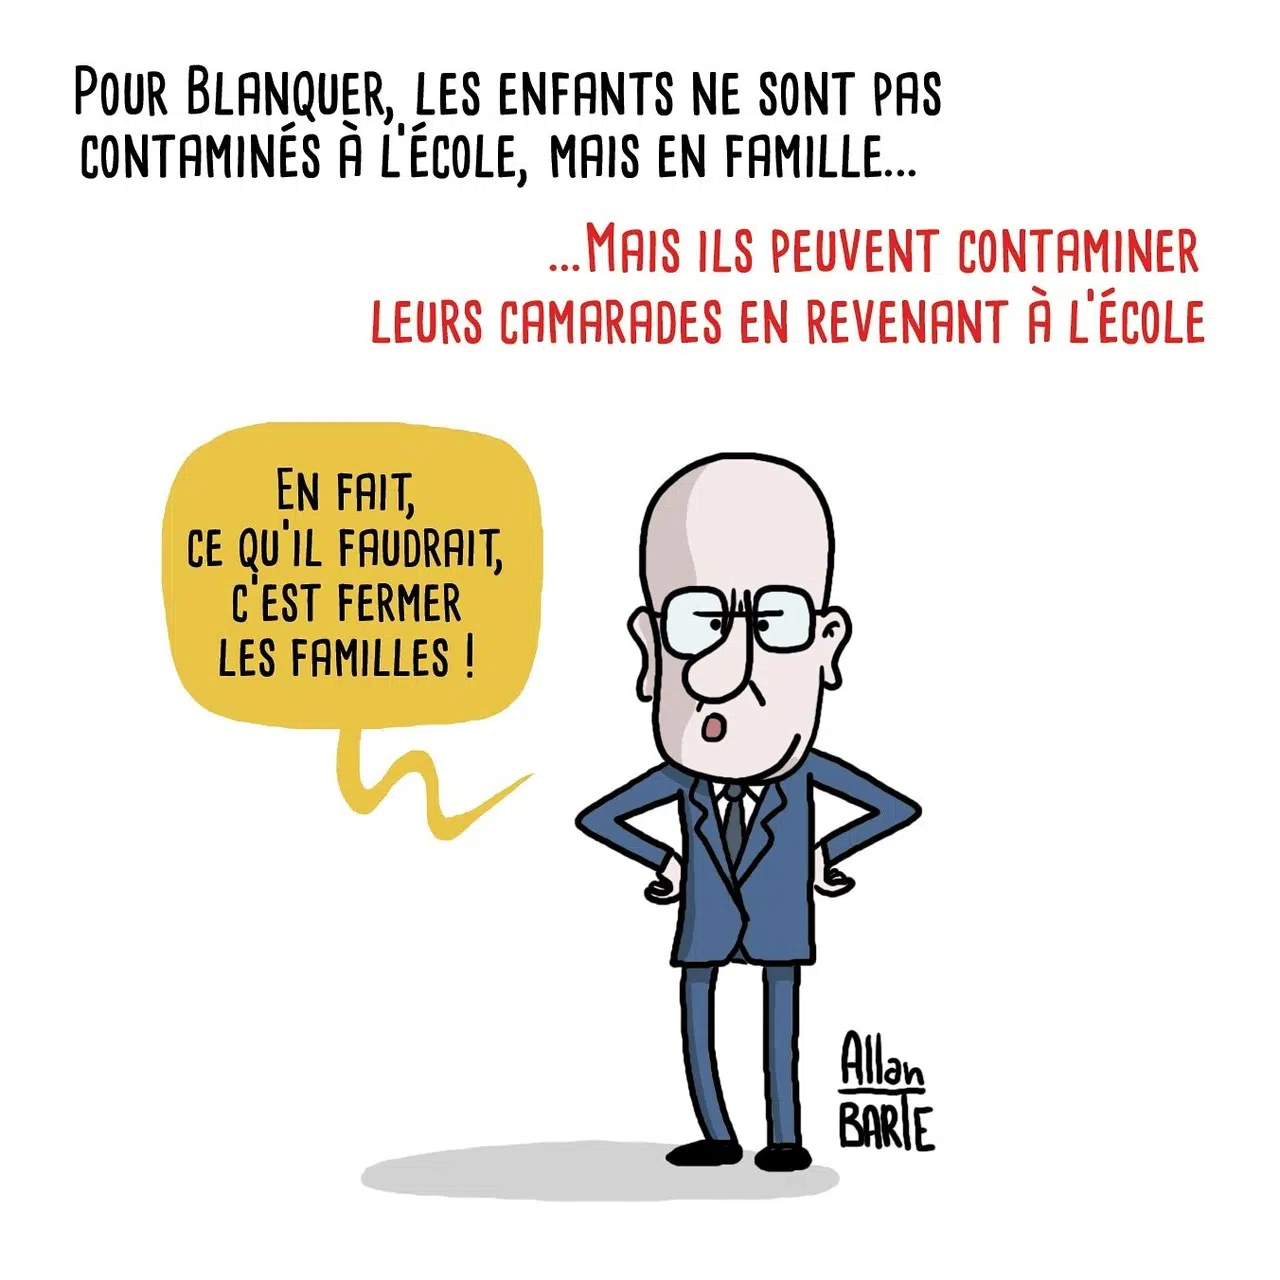 Pour Blanquer, les enfants ne sont pas
contaminés à l'école, mais en famille...
...Mais ils peuvent contaminer
leurs camarades en revenant à l'école
En fait,
ce qu'il faudrait,
c'est fermer
les familles !
Allan
BARTE